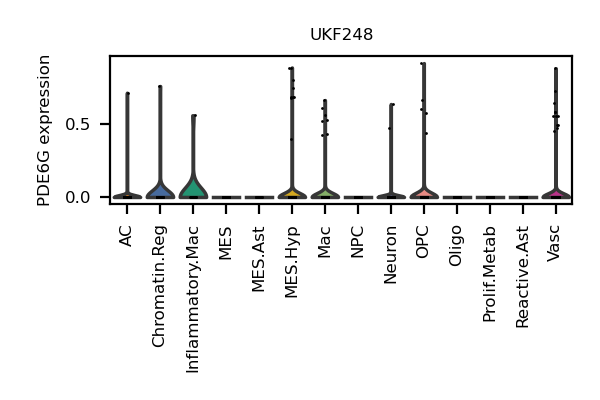 UKF248
PDE6G expression
0.5
0.0
AC
Chromatin.Reg
Inflammatory.Mac
MES
MES.Ast
MES.Hyp
Mac
NPC
Neuron
OPC
Oligo
Prolif.Metab
Reactive.Ast
Vasc